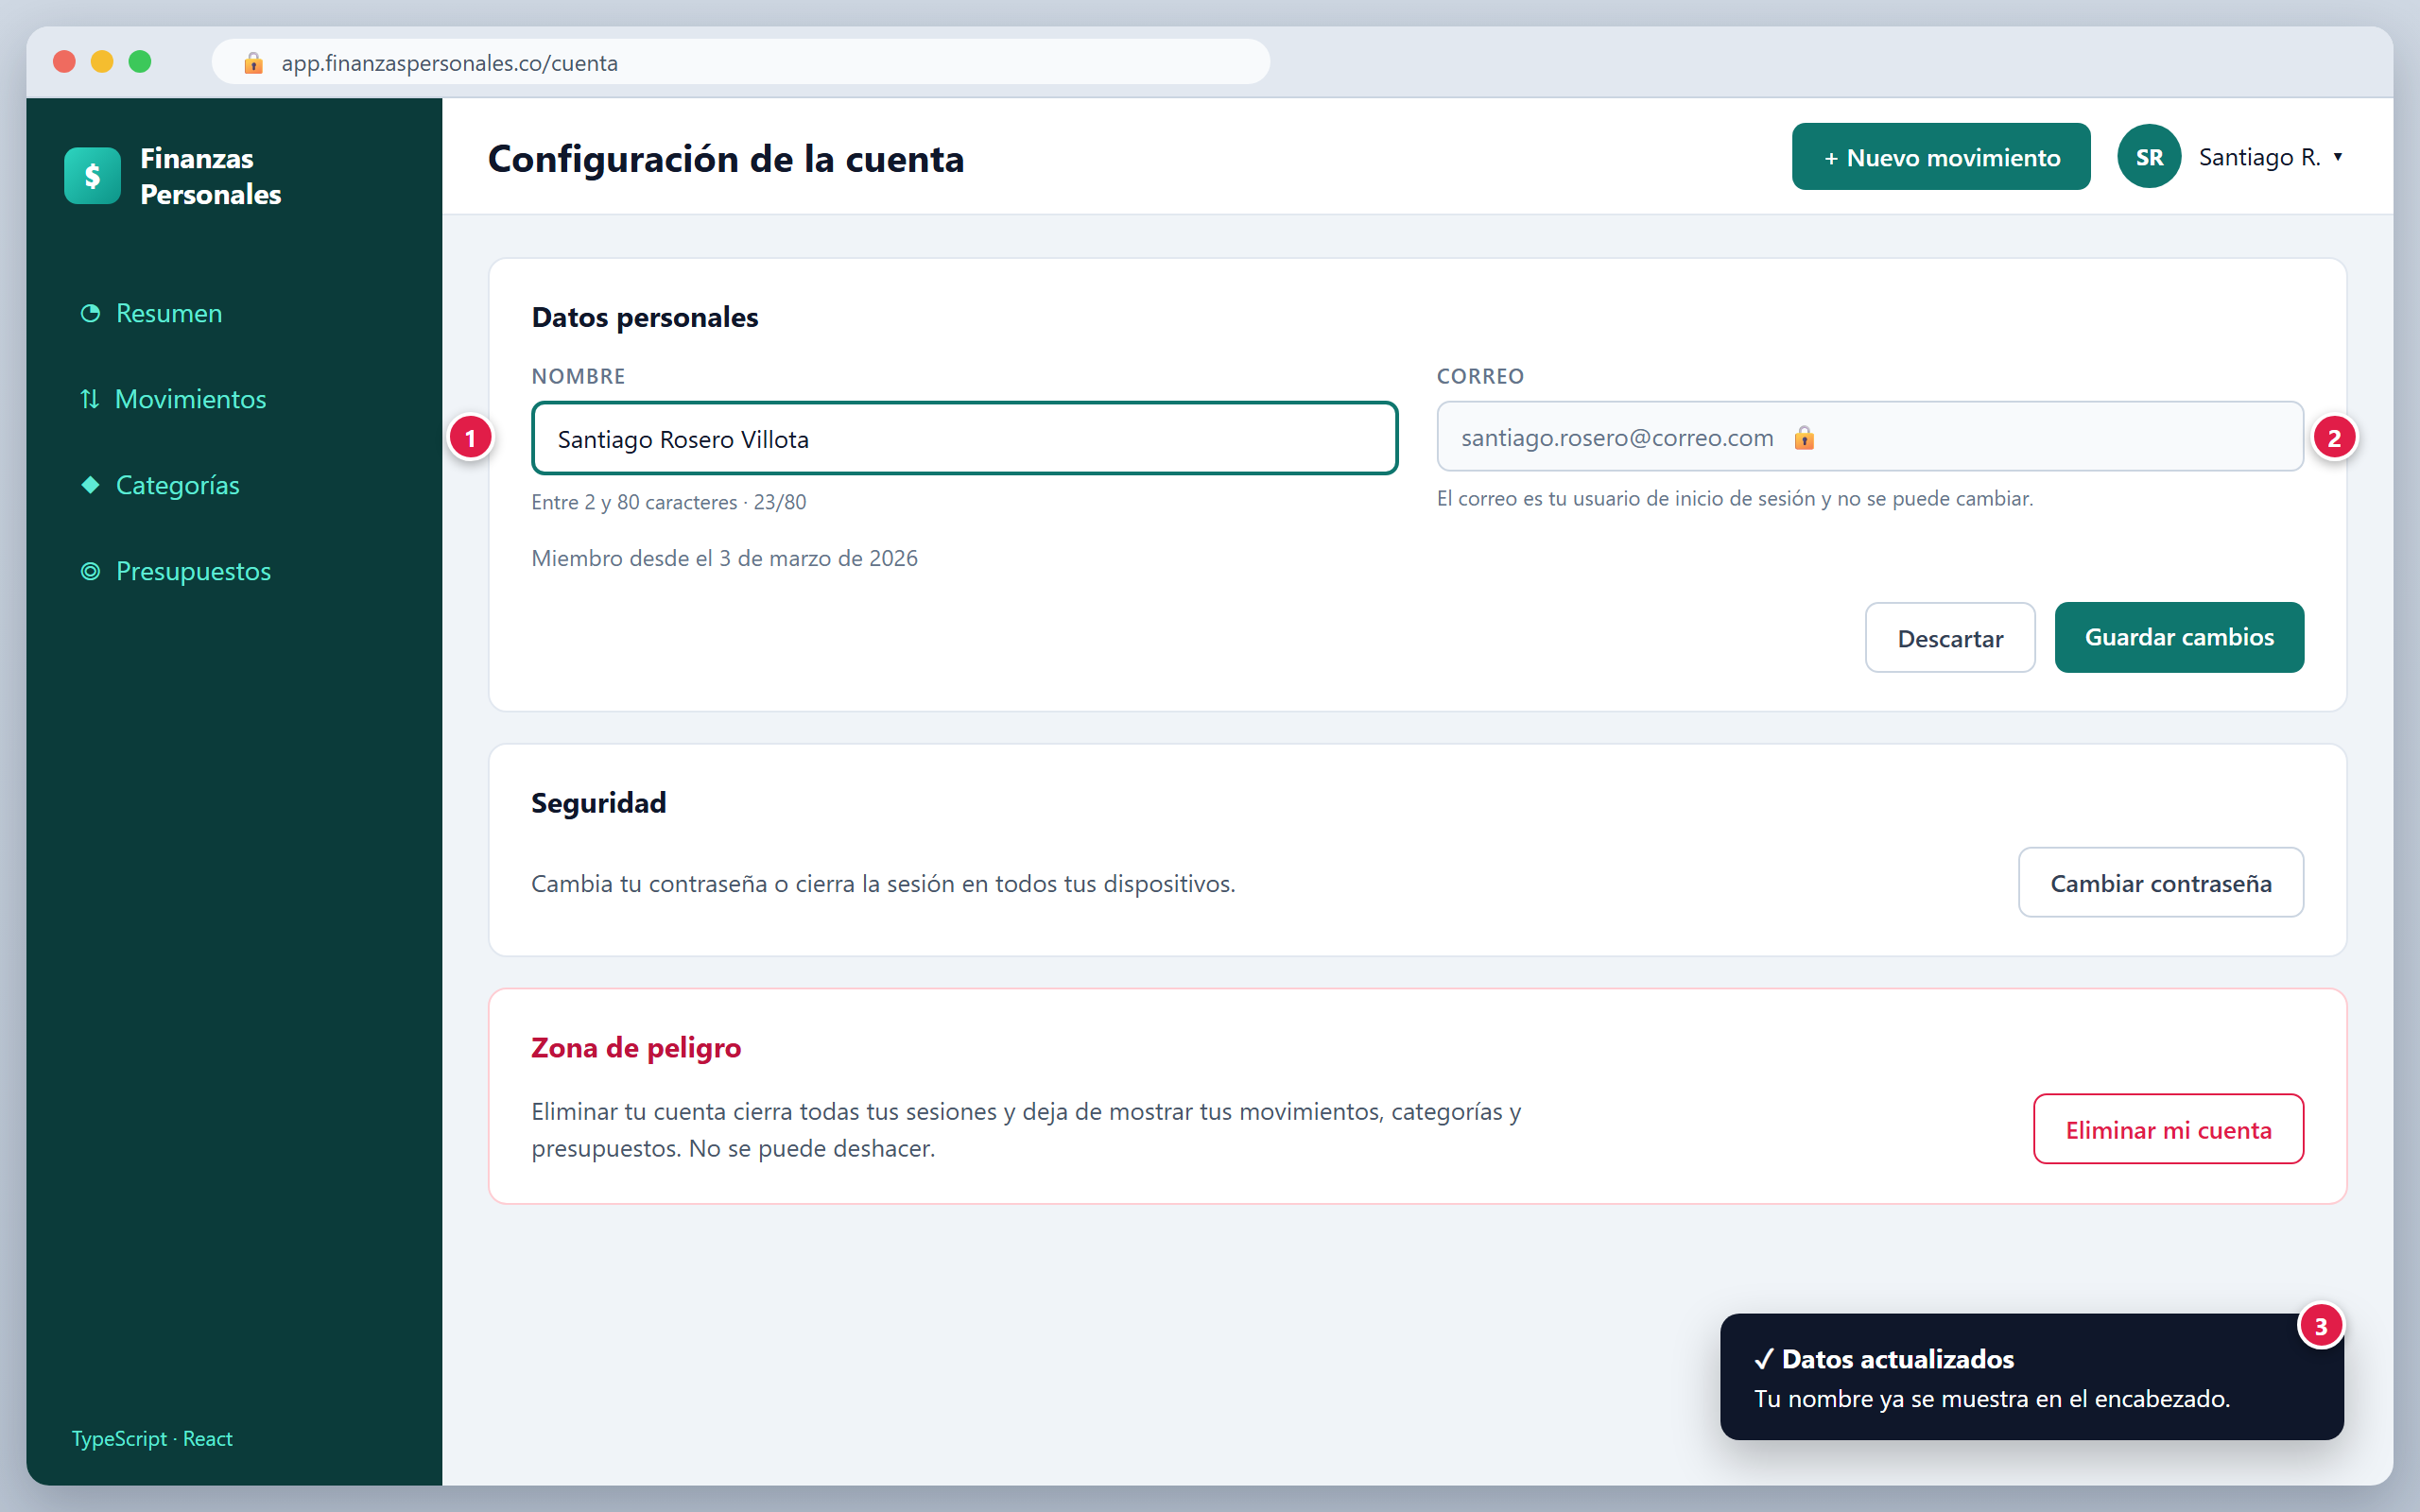 app.finanzaspersonales.co/cuenta
$
Finanzas
Personales
Resumen
Movimientos
Categorías
Presupuestos
TypeScript · React
Configuración de la cuenta
+ Nuevo movimiento
SR
Santiago R.
Datos personales
NOMBRE
1
Santiago Rosero Villota
Entre 2 y 80 caracteres · 23/80
CORREO
santiago.rosero@correo.com
2
El correo es tu usuario de inicio de sesión y no se puede cambiar.
Miembro desde el 3 de marzo de 2026
Descartar
Guardar cambios
Seguridad
Cambia tu contraseña o cierra la sesión en todos tus dispositivos.
Cambiar contraseña
Zona de peligro
Eliminar tu cuenta cierra todas tus sesiones y deja de mostrar tus movimientos, categorías y
presupuestos. No se puede deshacer.
Eliminar mi cuenta
3
✓ Datos actualizados
Tu nombre ya se muestra en el encabezado.